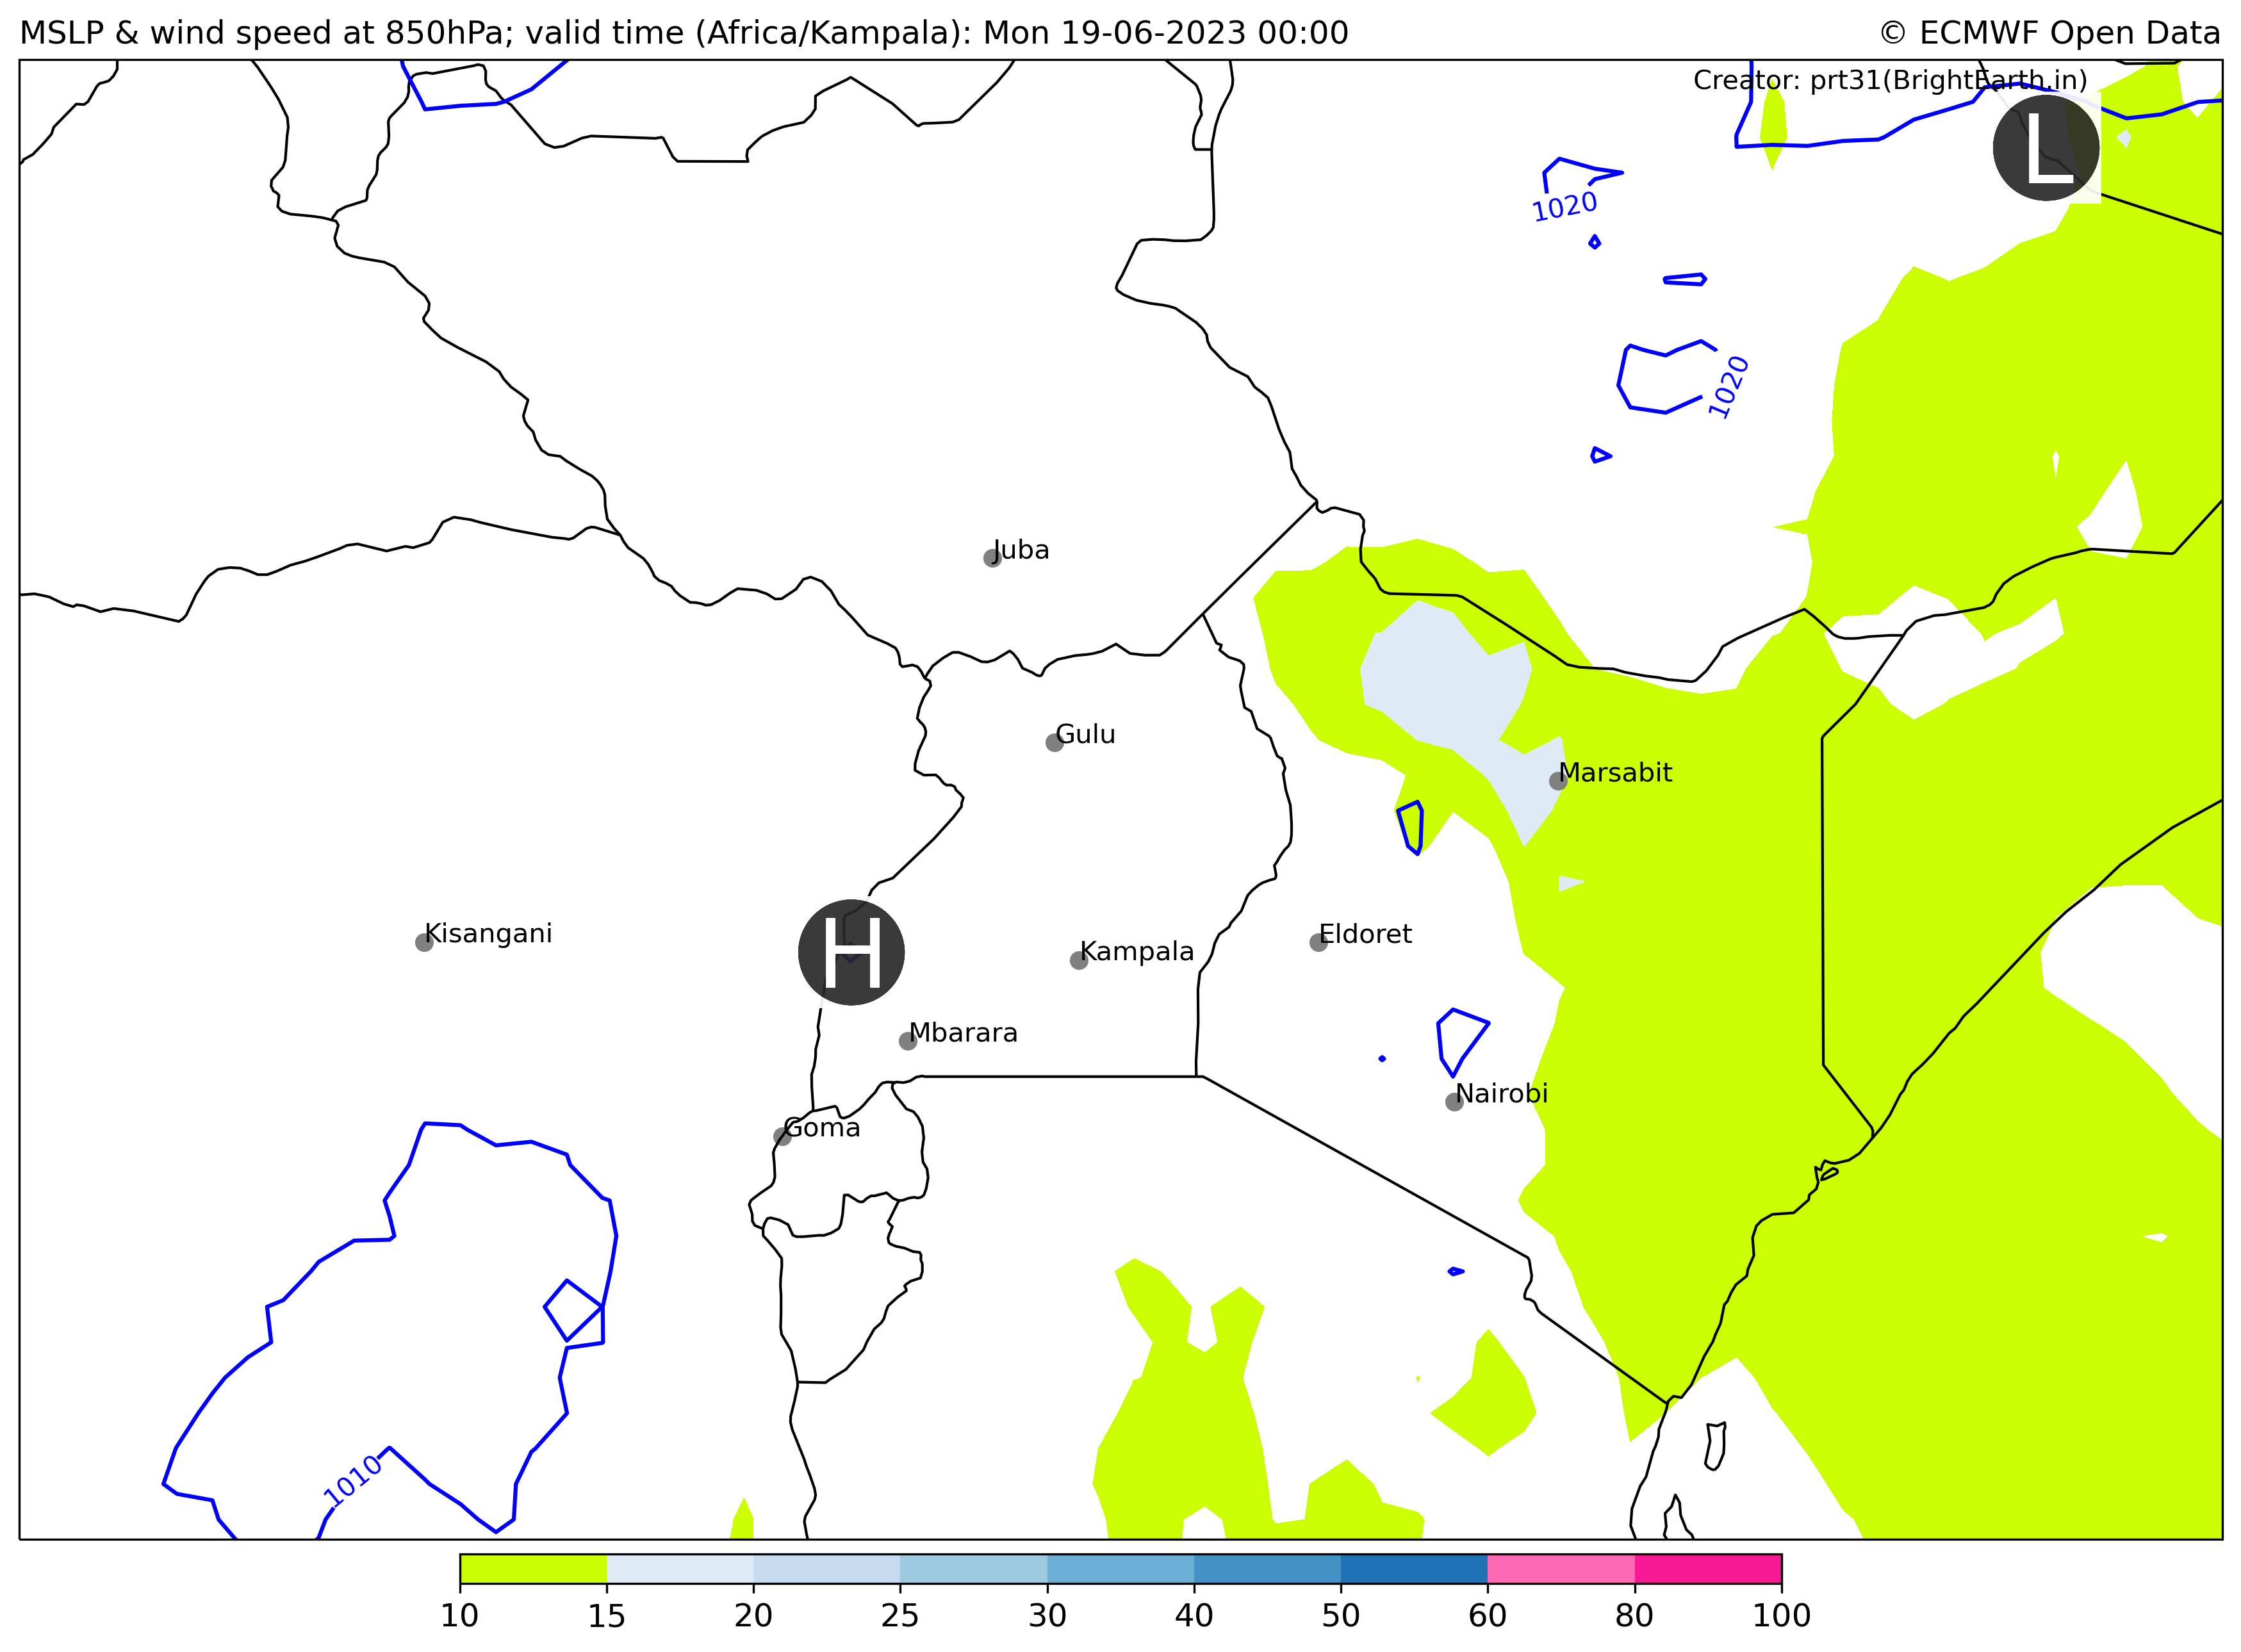 MSLP & wind speed at 850hPa; valid time (Africa/Kampala): Mon 19-06-2023 00:00
© ECMWF Open Data
Creator: prt31(BrightEarth.in)
L
1020
1020
Juba
Gulu
Marsabit
Kisangani
H
Kampala
Eldoret
Mbarara
Nairobi
Goma
1010
10 15 20 25 30 40 50 60 80 100